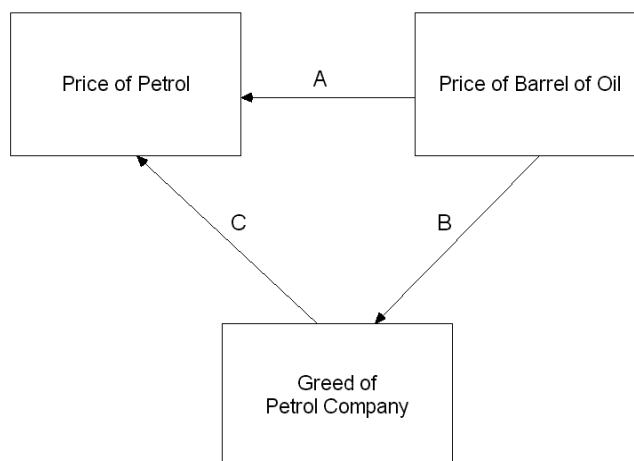 Price of Petrol
A
Price of Barrel of Oil
C
B
Greed of
Petrol Company